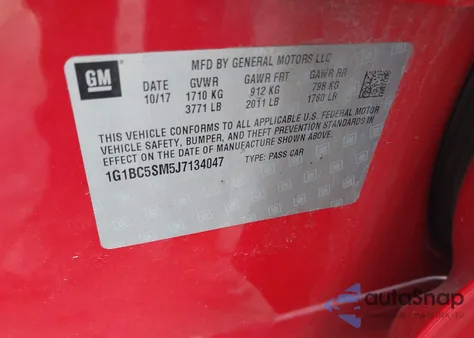 GM
MFD BY GENERAL MOTORS LLC
DATE GVWR GAWR FRT GAWR RR
10/17 1710 KG 912 KG 798 KG
3771 LB 2011 LB 1760 LB
THIS VEHICLE CONFORMS TO ALL APPLICABLE U.S. FEDERAL MOTOR
VEHICLE SAFETY, BUMPER, AND THEFT PREVENTION STANDARDS IN
EFFECT ON THE DATE OF MANUFACTURE SHOWN ABOVE.
1G1BC5SM5J7134047 TYPE: PASS CAR
autoSnap